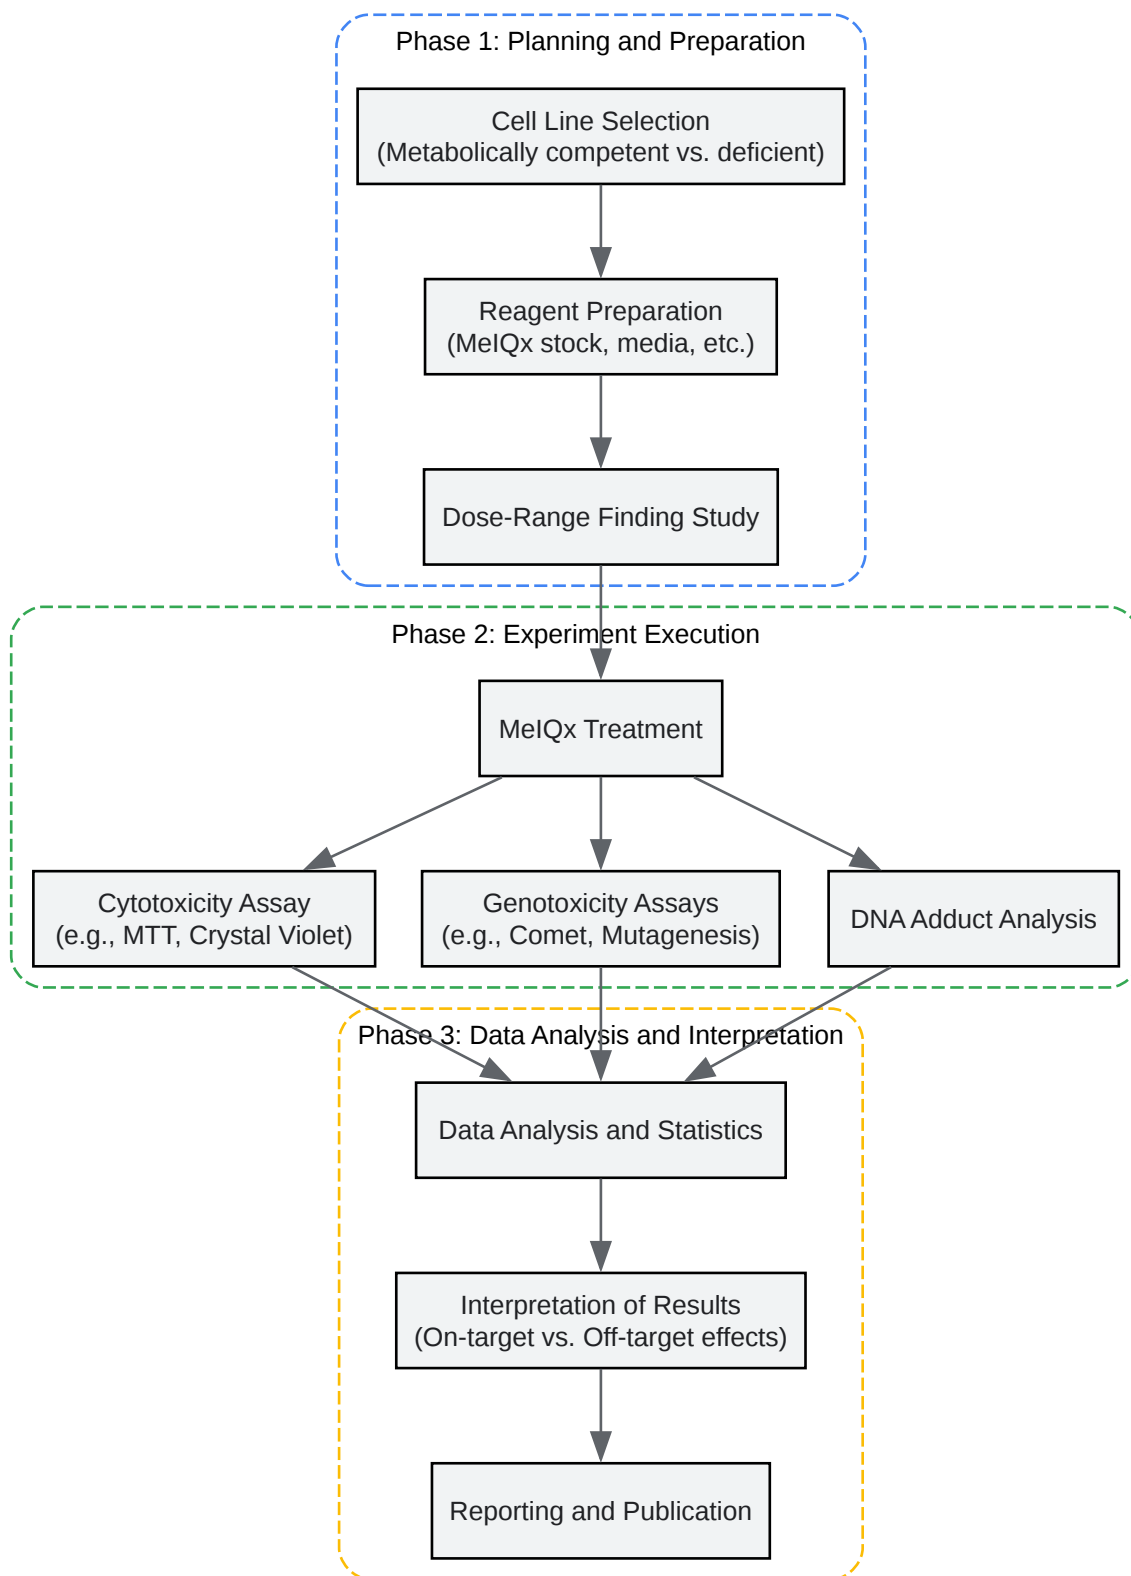 Phase 1: Planning and Preparation
Cell Line Selection
(Metabolically competent vs. deficient)
Reagent Preparation
(MeIQx stock, media, etc.)
Dose-Range Finding Study
Phase 2: Experiment Execution
MeIQx Treatment
Cytotoxicity Assay
(e.g., MTT, Crystal Violet)
Genotoxicity Assays
(e.g., Comet, Mutagenesis)
DNA Adduct Analysis
Phase 3: Data Analysis and Interpretation
Data Analysis and Statistics
Interpretation of Results
(On-target vs. Off-target effects)
Reporting and Publication